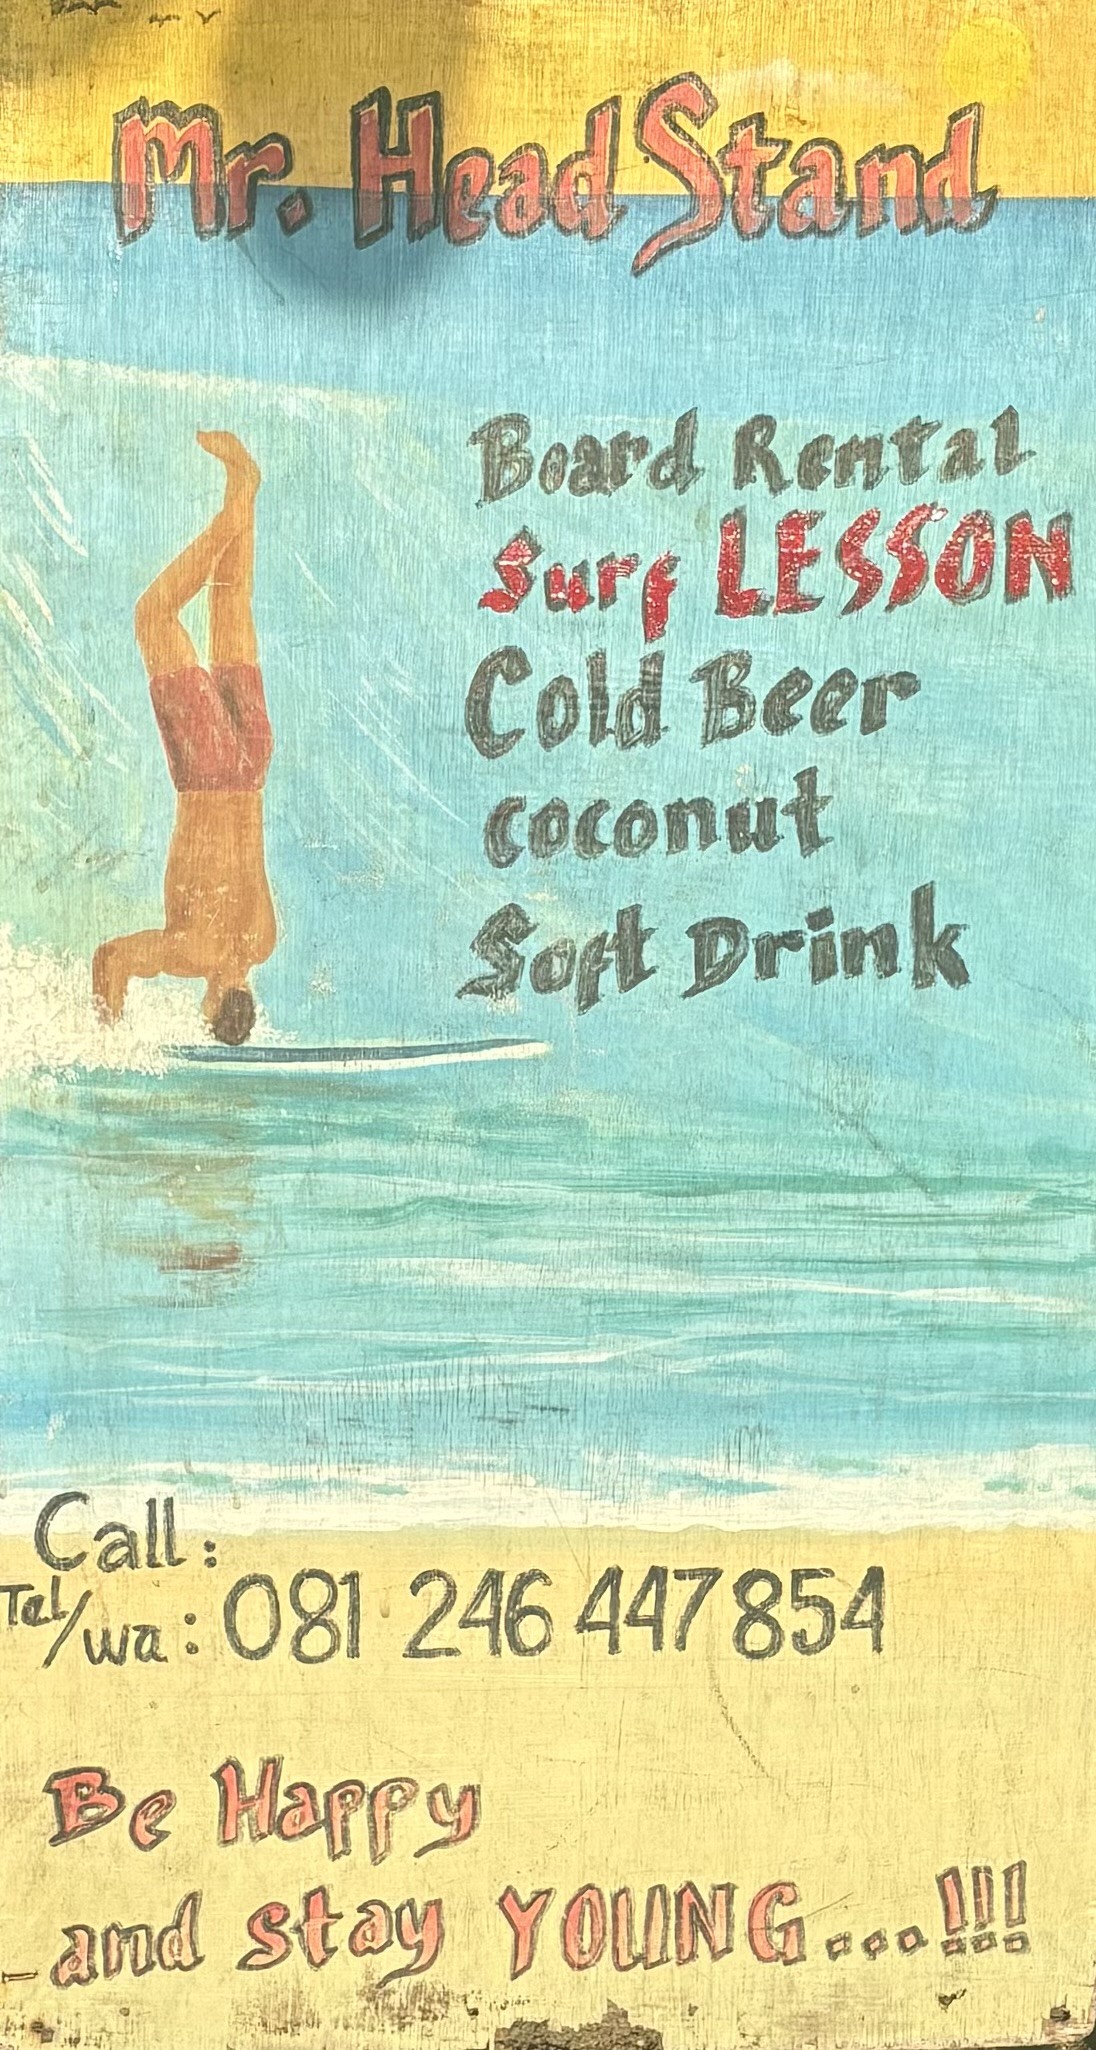 Mr. Head Stand
Board Rental
Surf LESSON
Cold Beer
coconut
Soft Drink
Call :
Tel/wa : 081 246 447 854
Be Happy
and stay YOUNG...!!!